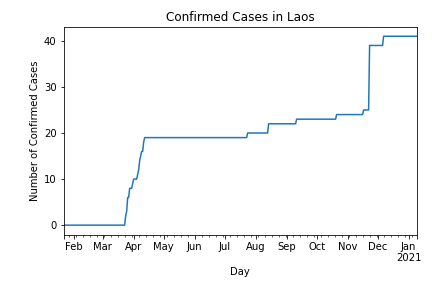 Confirmed Cases in Laos
Number of Confirmed Cases
40
30
20
10
0
Feb Mar Apr May Jun Jul Aug Sep Oct Nov Dec Jan
2021
Day